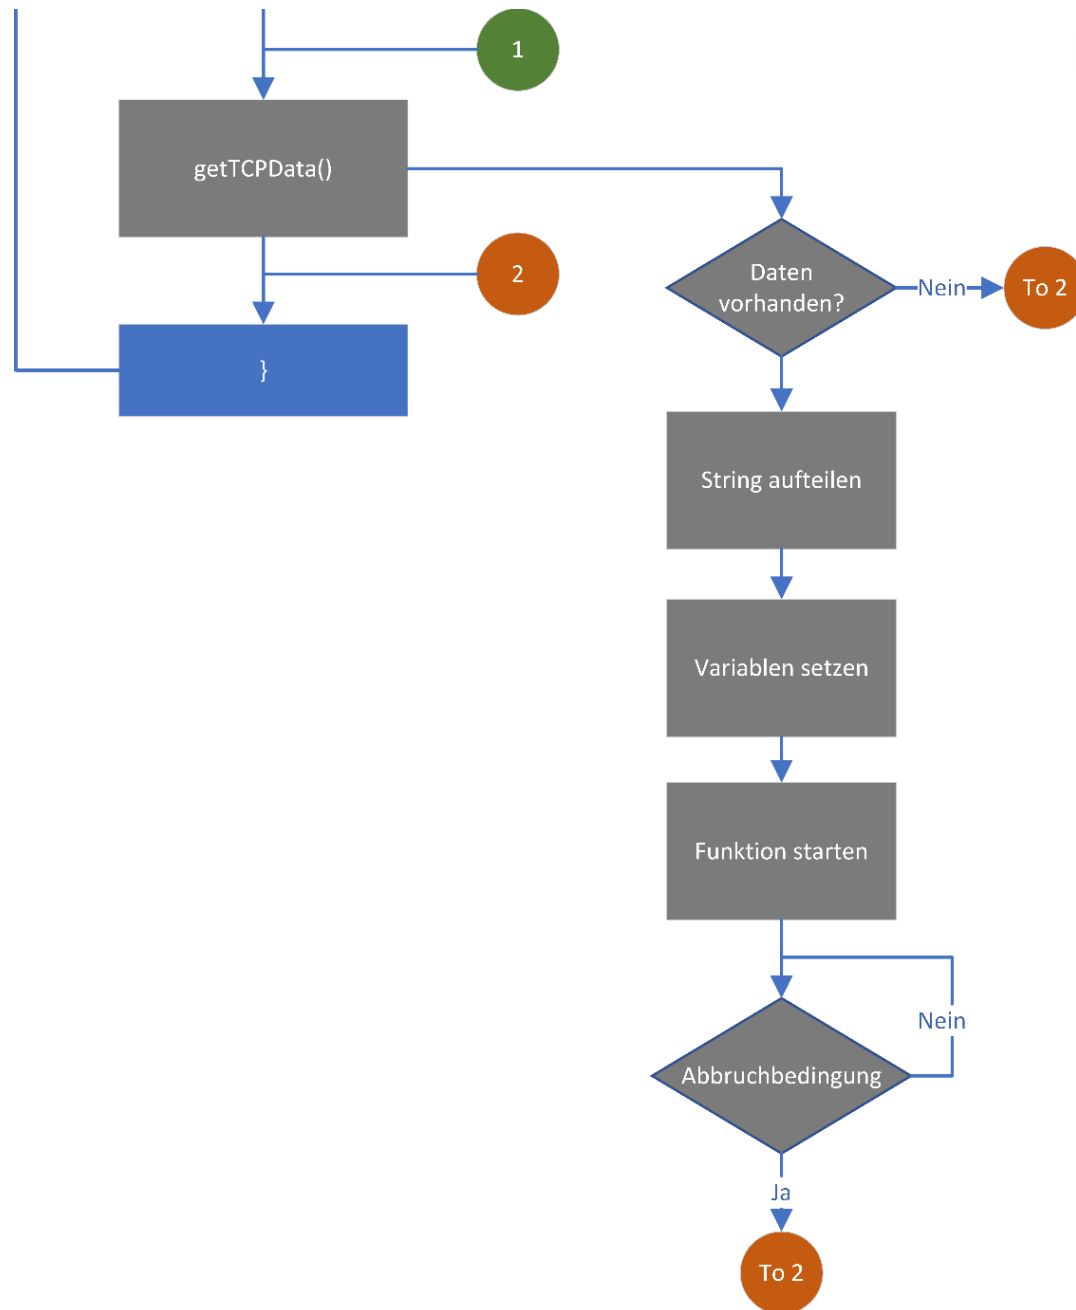 1
getTCPData()
2
}
Daten
vorhanden?
Nein
To 2
String aufteilen
Variablen setzen
Funktion starten
Nein
Abbruchbedingung
Ja
To 2